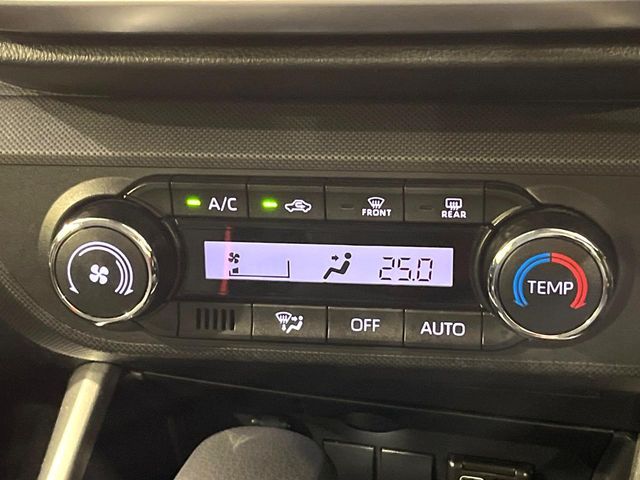 A/C
FRONT
REAR
25.0
TEMP
OFF
AUTO